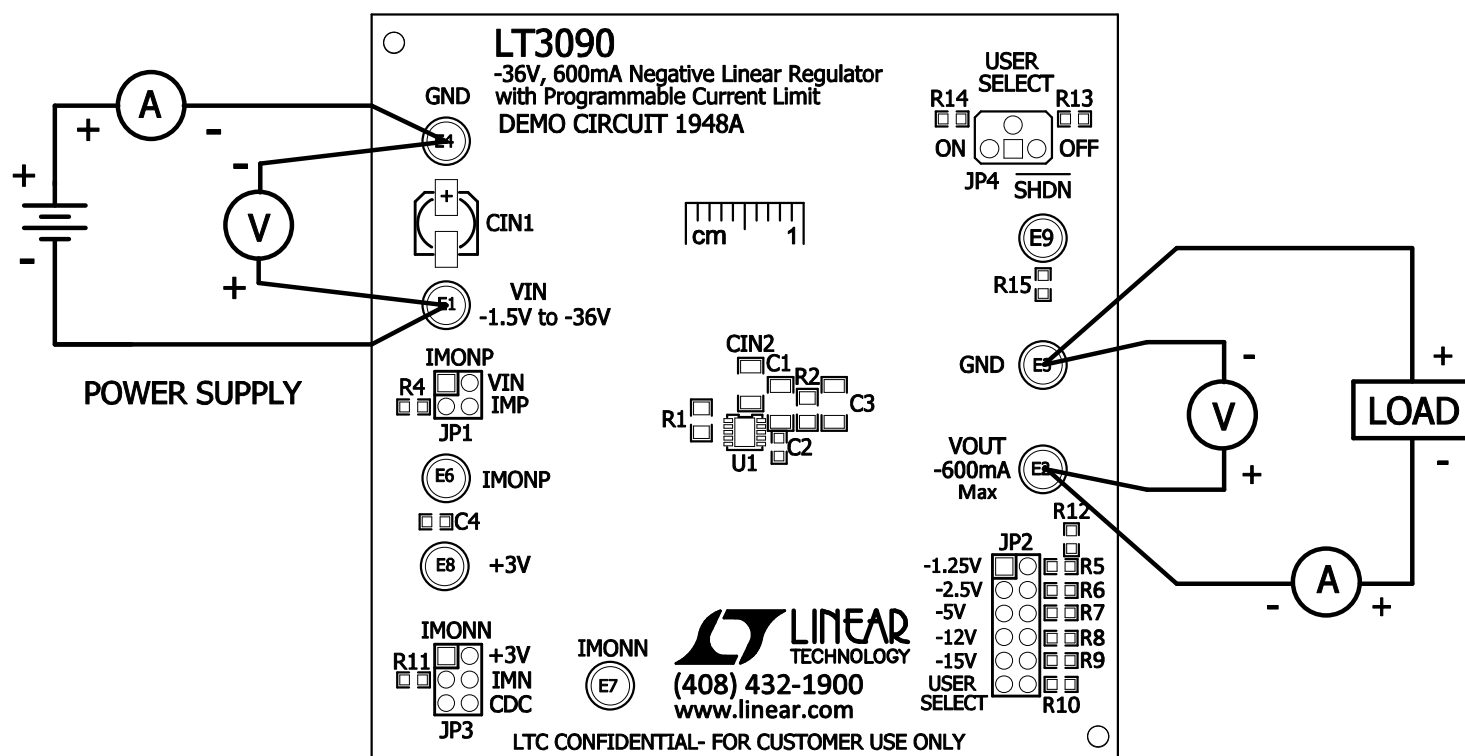 LT3090
-36V, 600mA Negative Linear Regulator
with Programmable Current Limit
DEMO CIRCUIT 1948A
USER
SELECT
R14
R13
ON
OFF
JP4
SHDN
E9
R15
A
+
-
GND
E4
-
+
V
+
CIN1
cm 1
-
+
E1
VIN
-1.5V to -36V
POWER SUPPLY
IMONP
VIN
IMP
R4
JP1
E6
IMONP
C4
E8
+3V
IMONN
+3V
IMN
CDC
R11
JP3
IMONN
E7
CIN2
C1
R2
R1
C3
U1
C2
GND
-
V
+
+
LOAD
-
VOUT
-600mA
Max
R12
JP2
-1.25V
R5
-2.5V
R6
-5V
R7
-12V
R8
-15V
R9
USER
SELECT
R10
-
A
+
LINEAR
TECHNOLOGY
(408) 432-1900
www.linear.com
LTC CONFIDENTIAL- FOR CUSTOMER USE ONLY